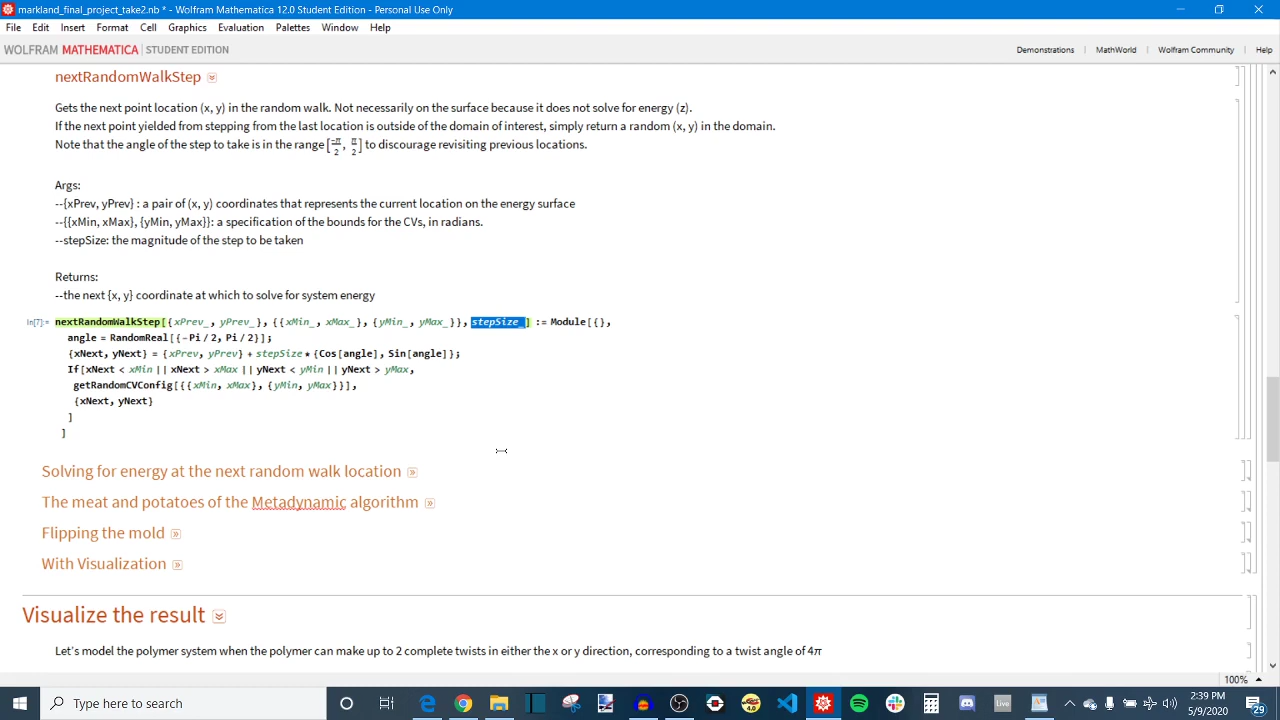 markland_final_project_take2.nb * - Wolfram Mathematica 12.0 Student Edition - Personal Use Only
File Edit Insert Format Cell Graphics Evaluation Palettes Window Help
WOLFRAM MATHEMATICA | STUDENT EDITION Demonstrations | MathWorld | Wolfram Community | Help
nextRandomWalkStep
Gets the next point location (x, y) in the random walk. Not necessarily on the surface because it does not solve for energy (z).
If the next point yielded from stepping from the last location is outside of the domain of interest, simply return a random (x, y) in the domain.
Note that the angle of the step to take is in the range [-π/2, π/2] to discourage revisiting previous locations.
Args:
--{xPrev, yPrev} : a pair of (x, y) coordinates that represents the current location on the energy surface
--{{xMin, xMax}, {yMin, yMax}}: a specification of the bounds for the CVs, in radians.
--stepSize: the magnitude of the step to be taken
Returns:
--the next {x, y} coordinate at which to solve for system energy
In[7]:= nextRandomWalkStep[{xPrev_, yPrev_}, {{xMin_, xMax_}, {yMin_, yMax_}}, stepSize_] := Module[{},
angle = RandomReal[{-Pi/2, Pi/2}];
{xNext, yNext} = {xPrev, yPrev} + stepSize * {Cos[angle], Sin[angle]};
If[xNext < xMin || xNext > xMax || yNext < yMin || yNext > yMax,
getRandomCVConfig[{{xMin, xMax}, {yMin, yMax}}],
{xNext, yNext}
]
]
Solving for energy at the next random walk location
The meat and potatoes of the Metadynamic algorithm
Flipping the mold
With Visualization
Visualize the result
Let's model the polymer system when the polymer can make up to 2 complete twists in either the x or y direction, corresponding to a twist angle of 4π
100%
Type here to search
2:39 PM
5/9/2020
29